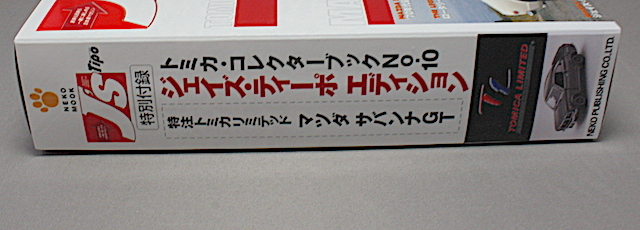 NEKO MOOK
J's Tipo
特別付録
トミカ・コレクターブックNo.10
ジェイズ・ティーポ エディション
特注トミカリミテッド マツダ サバンナGT
TL
TOMICA LIMITED
NEKO PUBLISHING CO.,LTD.